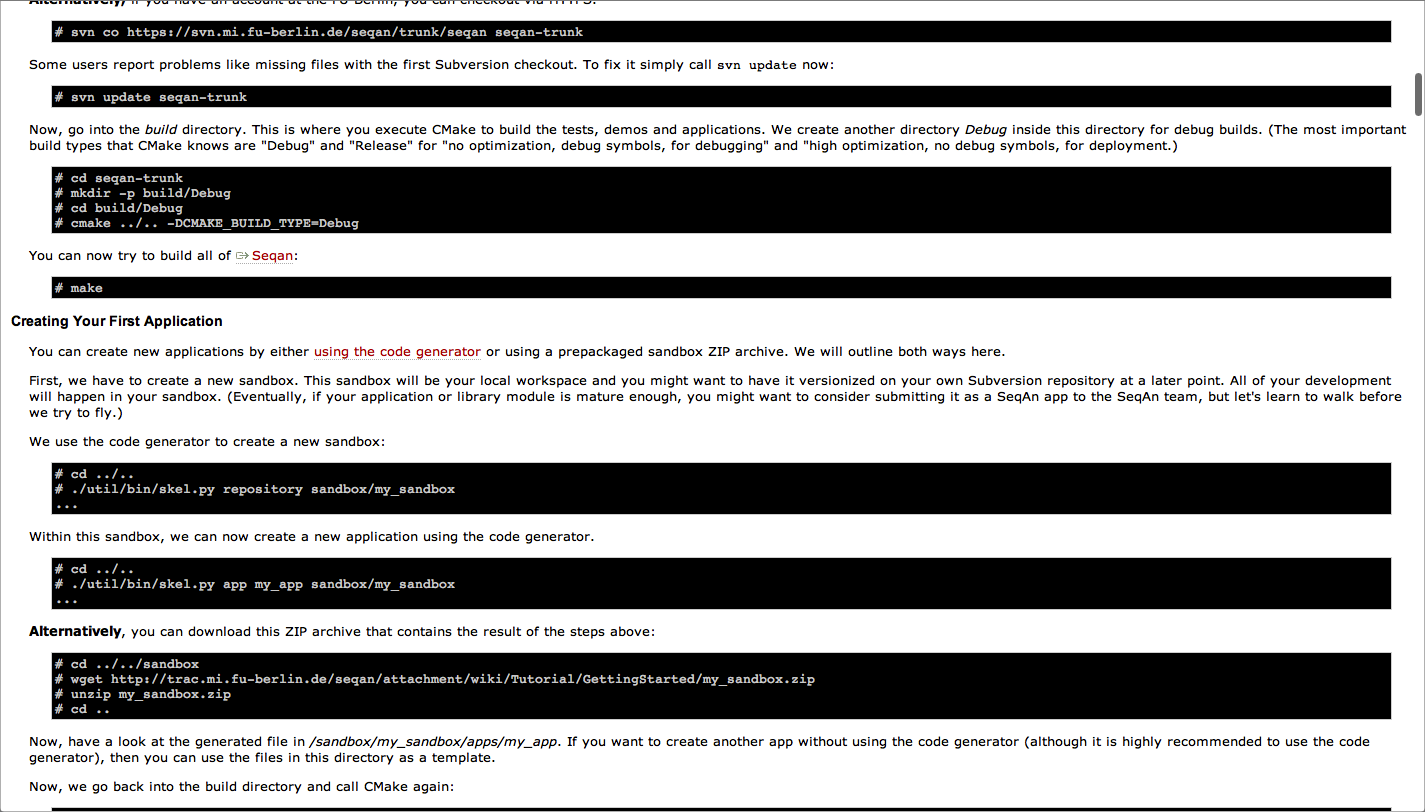 Alternatively, if you have an account at the FU Berlin, you can checkout via HTTPS:
# svn co https://svn.mi.fu-berlin.de/seqan/trunk/seqan seqan-trunk
Some users report problems like missing files with the first Subversion checkout. To fix it simply call svn update now:
# svn update seqan-trunk
Now, go into the build directory. This is where you execute CMake to build the tests, demos and applications. We create another directory Debug inside this directory for debug builds. (The most important
build types that CMake knows are "Debug" and "Release" for "no optimization, debug symbols, for debugging" and "high optimization, no debug symbols, for deployment.)
# cd seqan-trunk
# mkdir -p build/Debug
# cd build/Debug
# cmake ../.. -DCMAKE_BUILD_TYPE=Debug
You can now try to build all of Seqan:
# make
Creating Your First Application
You can create new applications by either using the code generator or using a prepackaged sandbox ZIP archive. We will outline both ways here.
First, we have to create a new sandbox. This sandbox will be your local workspace and you might want to have it versionized on your own Subversion repository at a later point. All of your development
will happen in your sandbox. (Eventually, if your application or library module is mature enough, you might want to consider submitting it as a SeqAn app to the SeqAn team, but let's learn to walk before
we try to fly.)
We use the code generator to create a new sandbox:
# cd ../..
# ./util/bin/skel.py repository sandbox/my_sandbox
...
Within this sandbox, we can now create a new application using the code generator.
# cd ../..
# ./util/bin/skel.py app my_app sandbox/my_sandbox
...
Alternatively, you can download this ZIP archive that contains the result of the steps above:
# cd ../../sandbox
# wget http://trac.mi.fu-berlin.de/seqan/attachment/wiki/Tutorial/GettingStarted/my_sandbox.zip
# unzip my_sandbox.zip
# cd ..
Now, have a look at the generated file in /sandbox/my_sandbox/apps/my_app. If you want to create another app without using the code generator (although it is highly recommended to use the code
generator), then you can use the files in this directory as a template.
Now, we go back into the build directory and call CMake again: